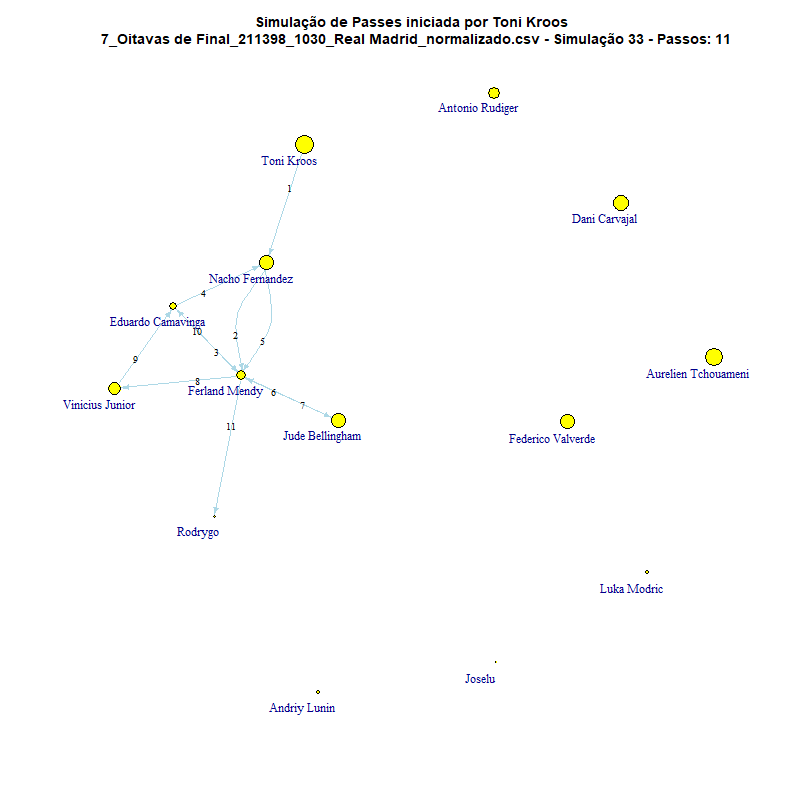 Simulação de Passes iniciada por Toni Kroos
7_Oitavas de Final_211398_1030_Real Madrid_normalizado.csv - Simulação 33 - Passos: 11
Antonio Rudiger
Toni Kroos
1
Dani Carvajal
Nacho Fernandez
4
Eduardo Camavinga
10
2
5
3
9
Aurelien Tchouameni
8
Ferland Mendy
6
Vinicius Junior
7
11
Jude Bellingham
Federico Valverde
Rodrygo
Luka Modric
Joselu
Andriy Lunin